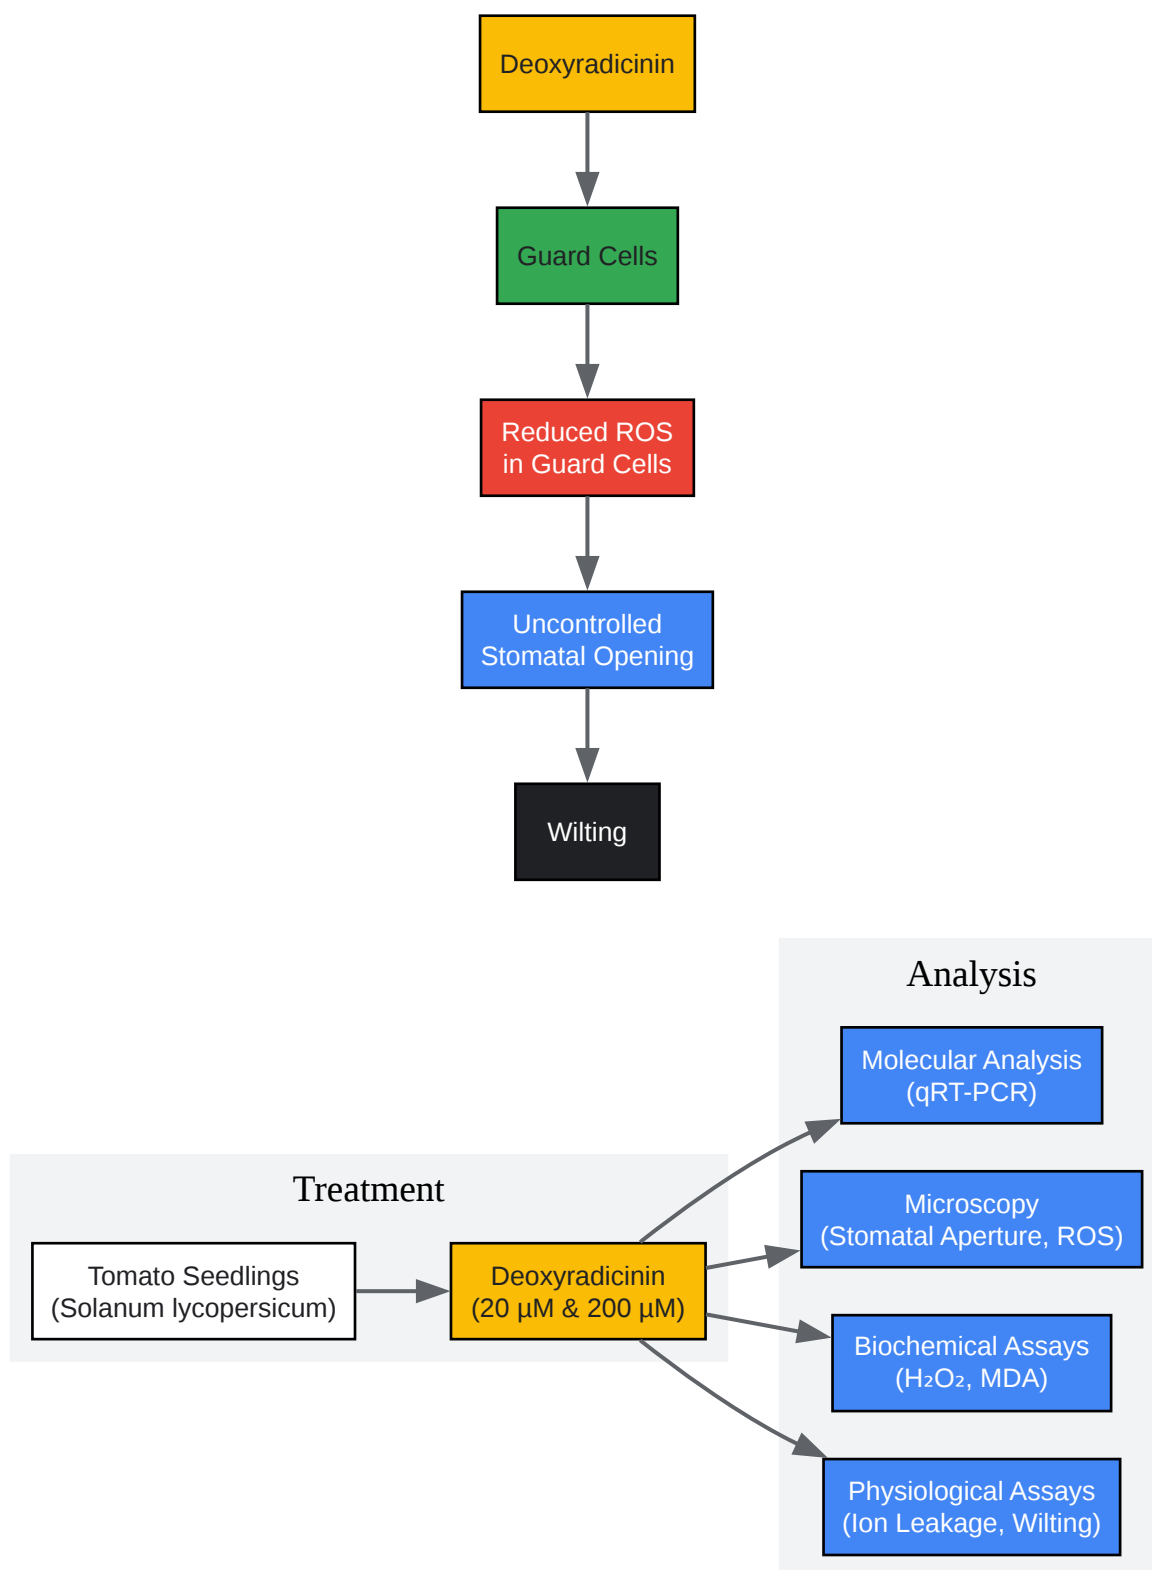 Deoxyradicinin
Guard Cells
Reduced ROS
in Guard Cells
Uncontrolled
Stomatal Opening
Wilting
Treatment
Tomato Seedlings
(Solanum lycopersicum)
Deoxyradicinin
(20 µM & 200 µM)
Analysis
Molecular Analysis
(qRT-PCR)
Microscopy
(Stomatal Aperture, ROS)
Biochemical Assays
(H₂O₂, MDA)
Physiological Assays
(Ion Leakage, Wilting)